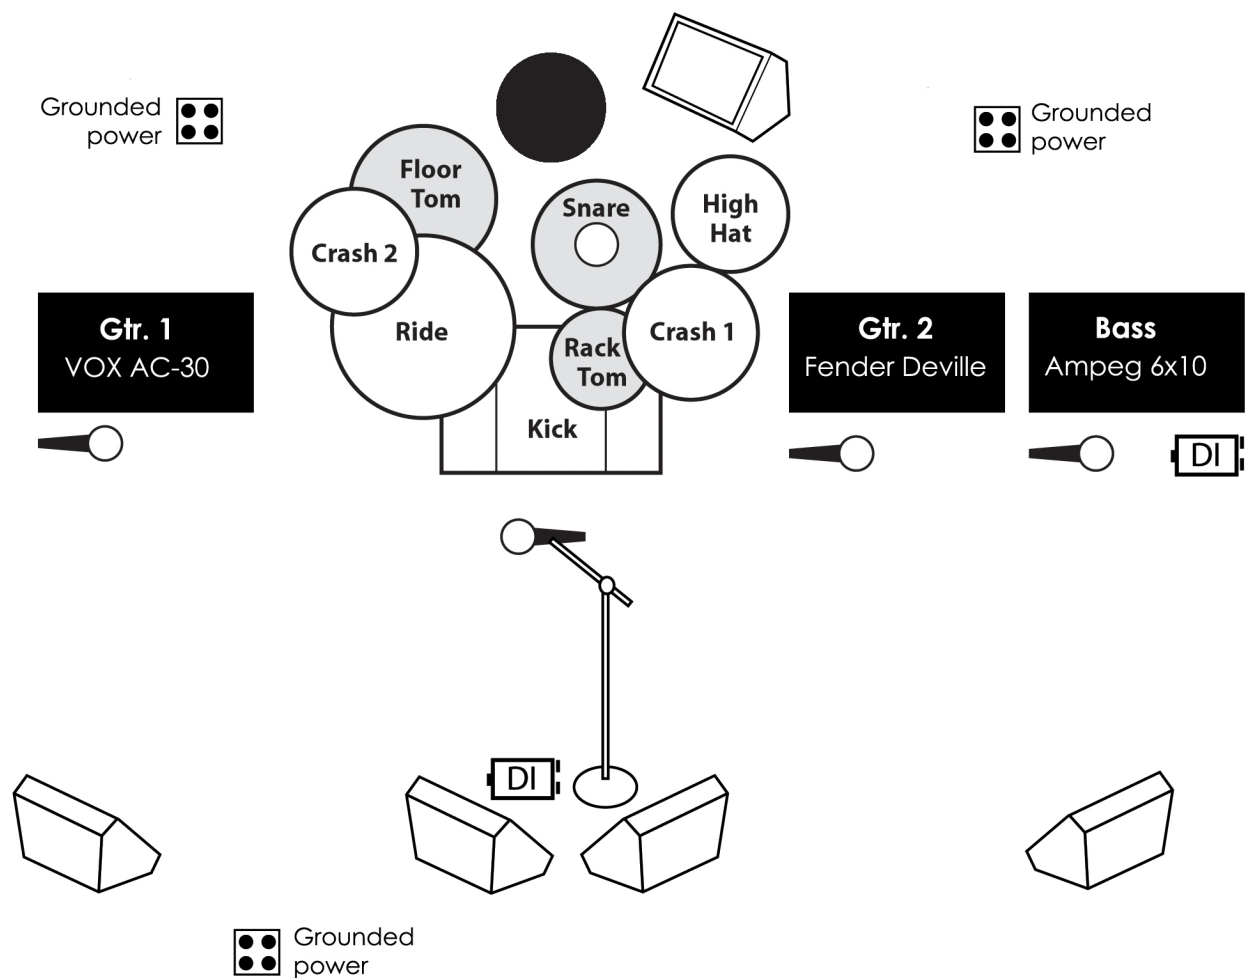 Grounded
power
Grounded
power
Floor
Tom
Snare
High
Hat
Crash 2
Ride
Rack
Tom
Crash 1
Kick
Gtr. 1
VOX AC-30
Gtr. 2
Fender Deville
Bass
Ampeg 6x10
DI
DI
Grounded
power